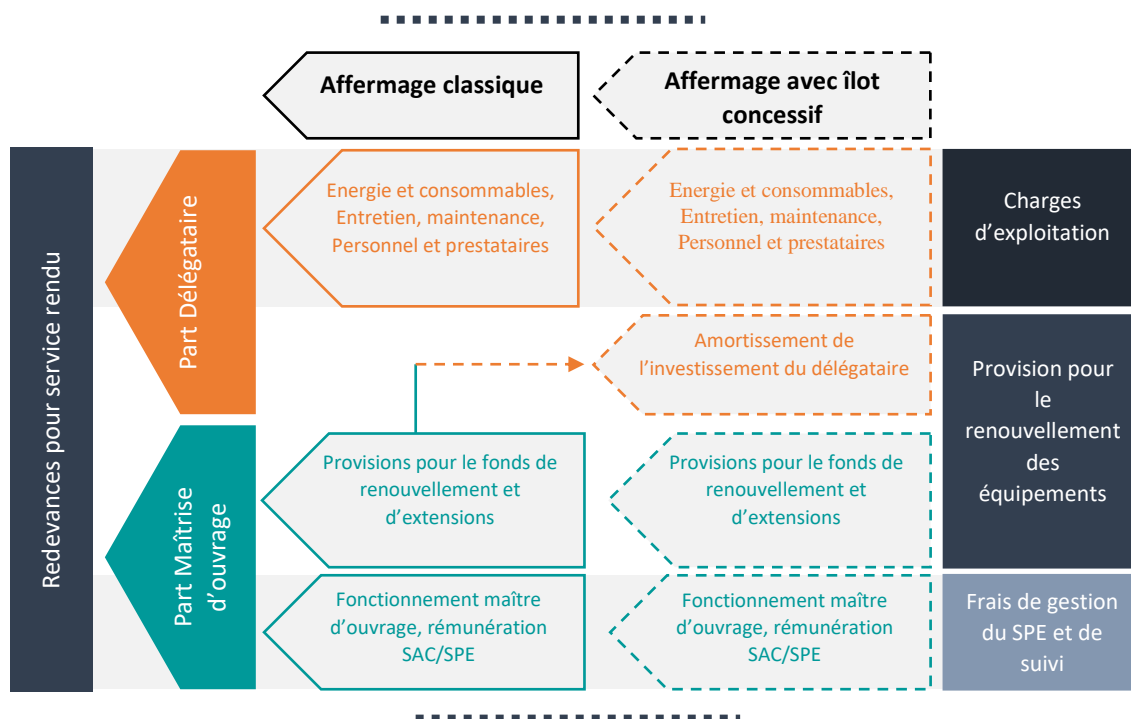 Affermage classique
Affermage avec îlot
concessif
Redevances pour service rendu
Part Délégataire
Energie et consommables,
Entretien, maintenance,
Personnel et prestataires
Energie et consommables,
Entretien, maintenance,
Personnel et prestataires
Charges
d’exploitation
Amortissement de
l’investissement du délégataire
Provision pour
le
renouvellement
des
équipements
Part Maîtrise
d’ouvrage
Provisions pour le fonds de
renouvellement et
d’extensions
Provisions pour le fonds de
renouvellement et
d’extensions
Fonctionnement maître
d’ouvrage, rémunération
SAC/SPE
Fonctionnement maître
d’ouvrage, rémunération
SAC/SPE
Frais de gestion
du SPE et de
suivi